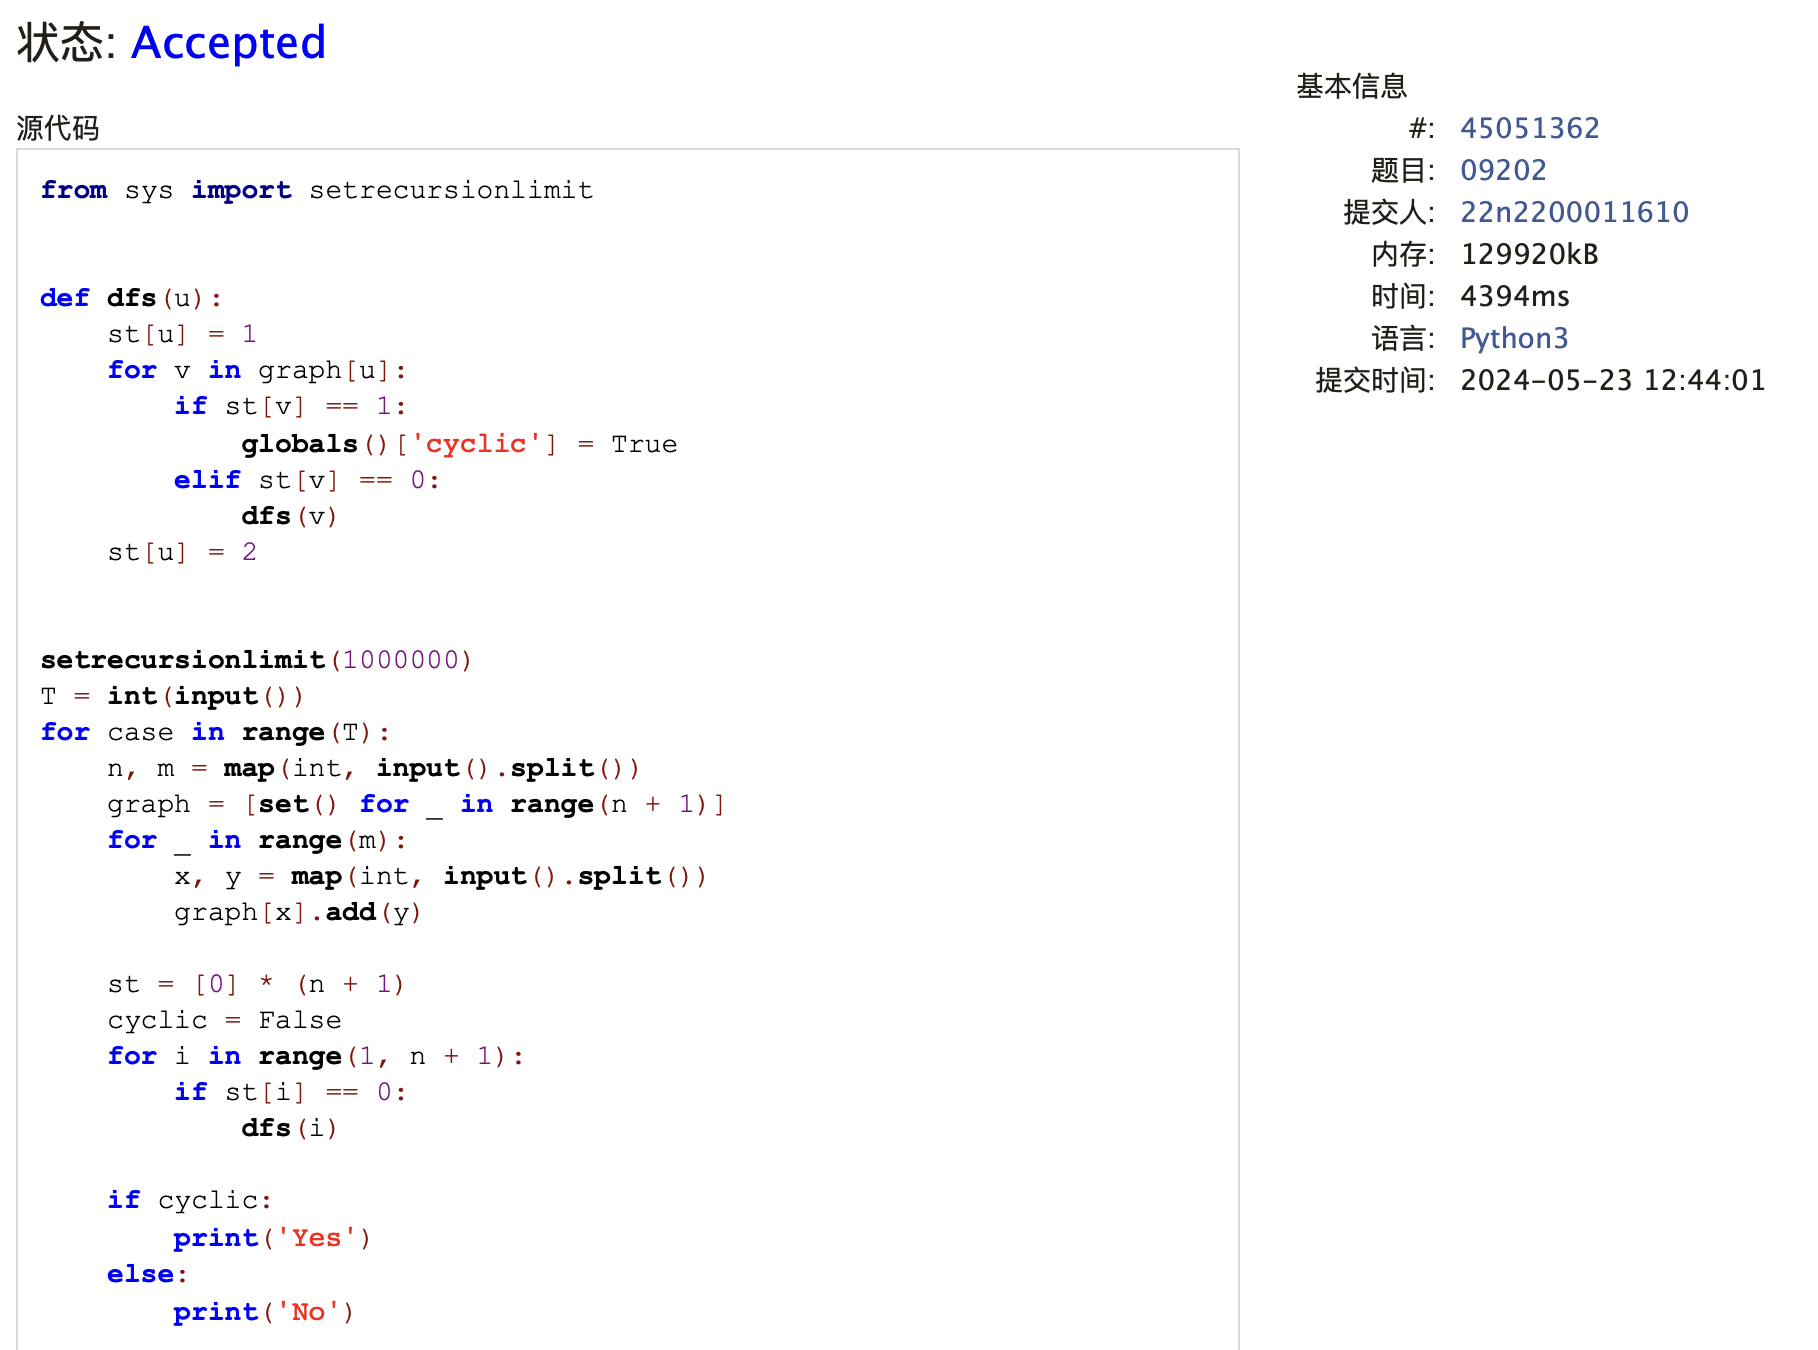 状态: Accepted
源代码
from sys import setrecursionlimit
def dfs(u):
    st[u] = 1
    for v in graph[u]:
        if st[v] == 1:
            globals()['cyclic'] = True
        elif st[v] == 0:
            dfs(v)
    st[u] = 2
setrecursionlimit(1000000)
T = int(input())
for case in range(T):
    n, m = map(int, input().split())
    graph = [set() for _ in range(n + 1)]
    for _ in range(m):
        x, y = map(int, input().split())
        graph[x].add(y)
    st = [0] * (n + 1)
    cyclic = False
    for i in range(1, n + 1):
        if st[i] == 0:
            dfs(i)
    if cyclic:
        print('Yes')
    else:
        print('No')
基本信息
#: 45051362
题目: 09202
提交人: 22n2200011610
内存: 129920kB
时间: 4394ms
语言: Python3
提交时间: 2024-05-23 12:44:01